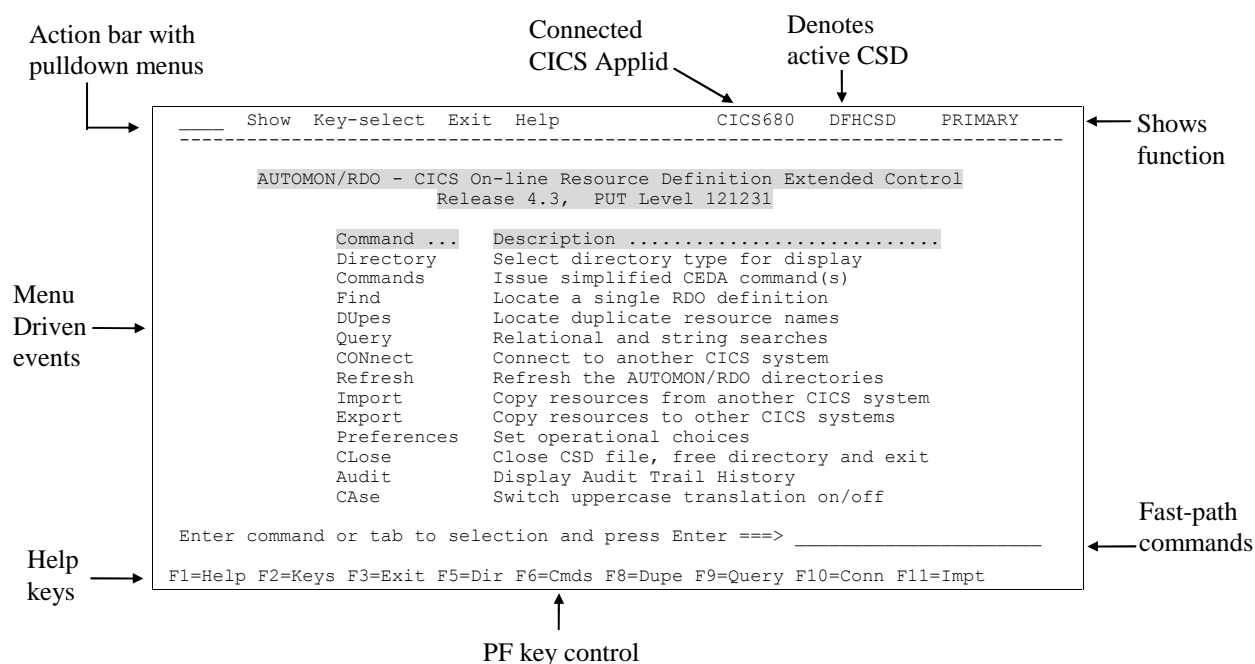 Action bar with
pulldown menus
Connected
CICS Applid
Denotes
active CSD
____ Show Key-select Exit Help CICS680 DFHCSD PRIMARY
-------------------------------------------------------------------------------
Shows
function
AUTOMON/RDO - CICS On-line Resource Definition Extended Control
Release 4.3, PUT Level 121231
Command ... Description ............................
Directory Select directory type for display
Commands Issue simplified CEDA command(s)
Find Locate a single RDO definition
DUpes Locate duplicate resource names
Query Relational and string searches
CONnect Connect to another CICS system
Refresh Refresh the AUTOMON/RDO directories
Import Copy resources from another CICS system
Export Copy resources to other CICS systems
Preferences Set operational choices
CLose Close CSD file, free directory and exit
Audit Display Audit Trail History
CAse Switch uppercase translation on/off
Menu
Driven
events
Enter command or tab to selection and press Enter ===> ______________________
Fast-path
commands
Help
keys
F1=Help F2=Keys F3=Exit F5=Dir F6=Cmds F8=Dupe F9=Query F10=Conn F11=Impt
PF key control